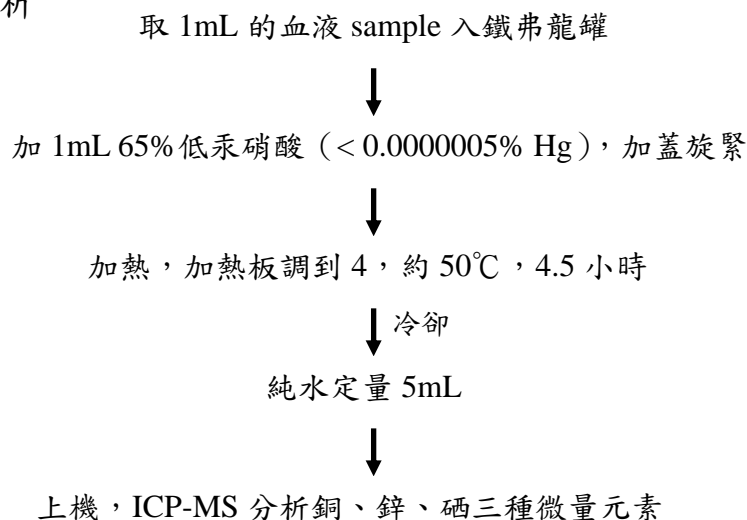 析
取 1mL 的血液 sample 入鐵弗龍罐
加 1mL 65%低汞硝酸（< 0.0000005% Hg），加蓋旋緊
加熱，加熱板調到 4，約 50℃，4.5 小時
冷卻
純水定量 5mL
上機，ICP-MS 分析銅、鋅、硒三種微量元素